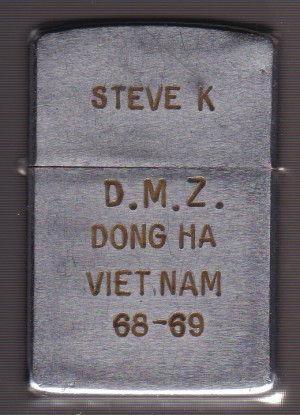 STEVE K
D.M.Z.
DONG HA
VIET.NAM
68-69